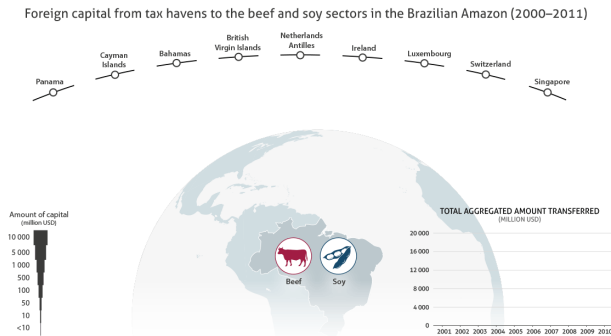 Foreign capital from tax havens to the beef and soy sectors in the Brazilian Amazon (2000–2011)
Panama
Cayman
Islands
Bahamas
British
Virgin Islands
Netherlands
Antilles
Ireland
Luxembourg
Switzerland
Singapore
Amount of capital
(million USD)
10 000
5 000
1 000
500
100
50
10
<10
Beef
Soy
TOTAL AGGREGATED AMOUNT TRANSFERRED
(MILLION USD)
20 000
16 000
12 000
8 000
4 000
0
2001 2002 2003 2004 2005 2006 2007 2008 2009 2010